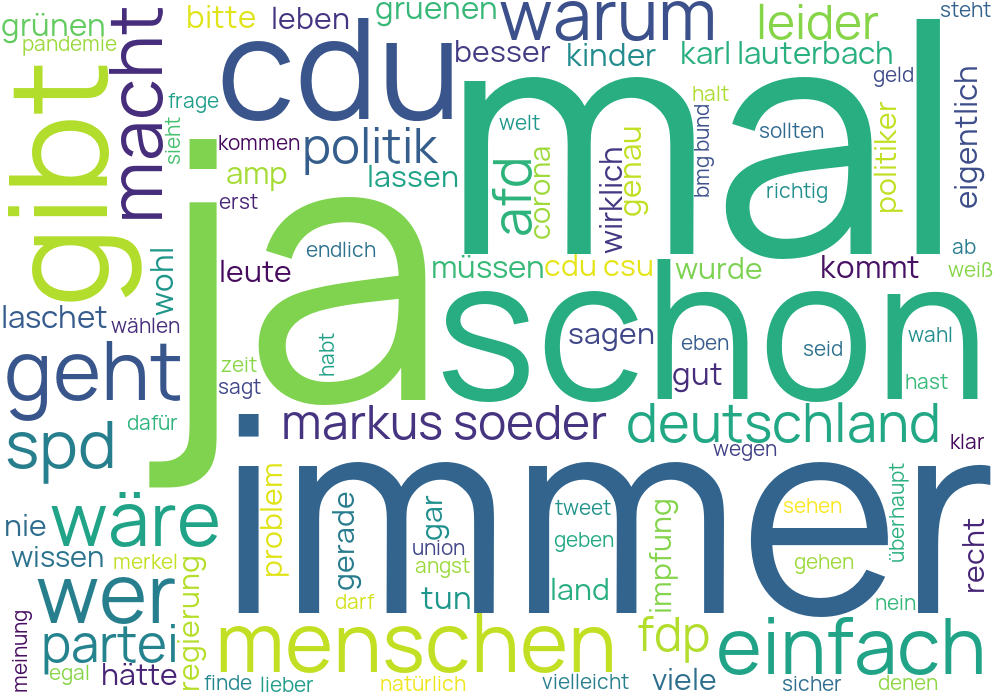 grünen
pandemie
macht
bitte
leben
gruenen
warum
leider
steht
besser
kinder
karl lauterbach
geld
gibt
frage
sieht
cdu
mal
halt
eigentlich
kommen
politik
welt
afd
corona
wirklich
genau
bmg bund
sollten
politiker
amp
lassen
richtig
erst
ja
endlich
wohl
leute
müssen
cdu csu
wurde
kommt
ab
weiß
laschet
wählen
schon
geht
habt
sagen
eben
seid
wahl
zeit
sagt
gut
hast
dafür
spd
markus soeder
deutschland
wegen
klar
immer
wäre
nie
wissen
merkel
problem
gerade
gar
union
angst
tweet
geben
impfung
sehen
gehen
überhaupt
recht
wer
regierung
darf
tun
land
nein
meinung
partei
egal
hätte
menschen
fdp
einfach
finde
lieber
natürlich
vielleicht
viele
sicher
denen